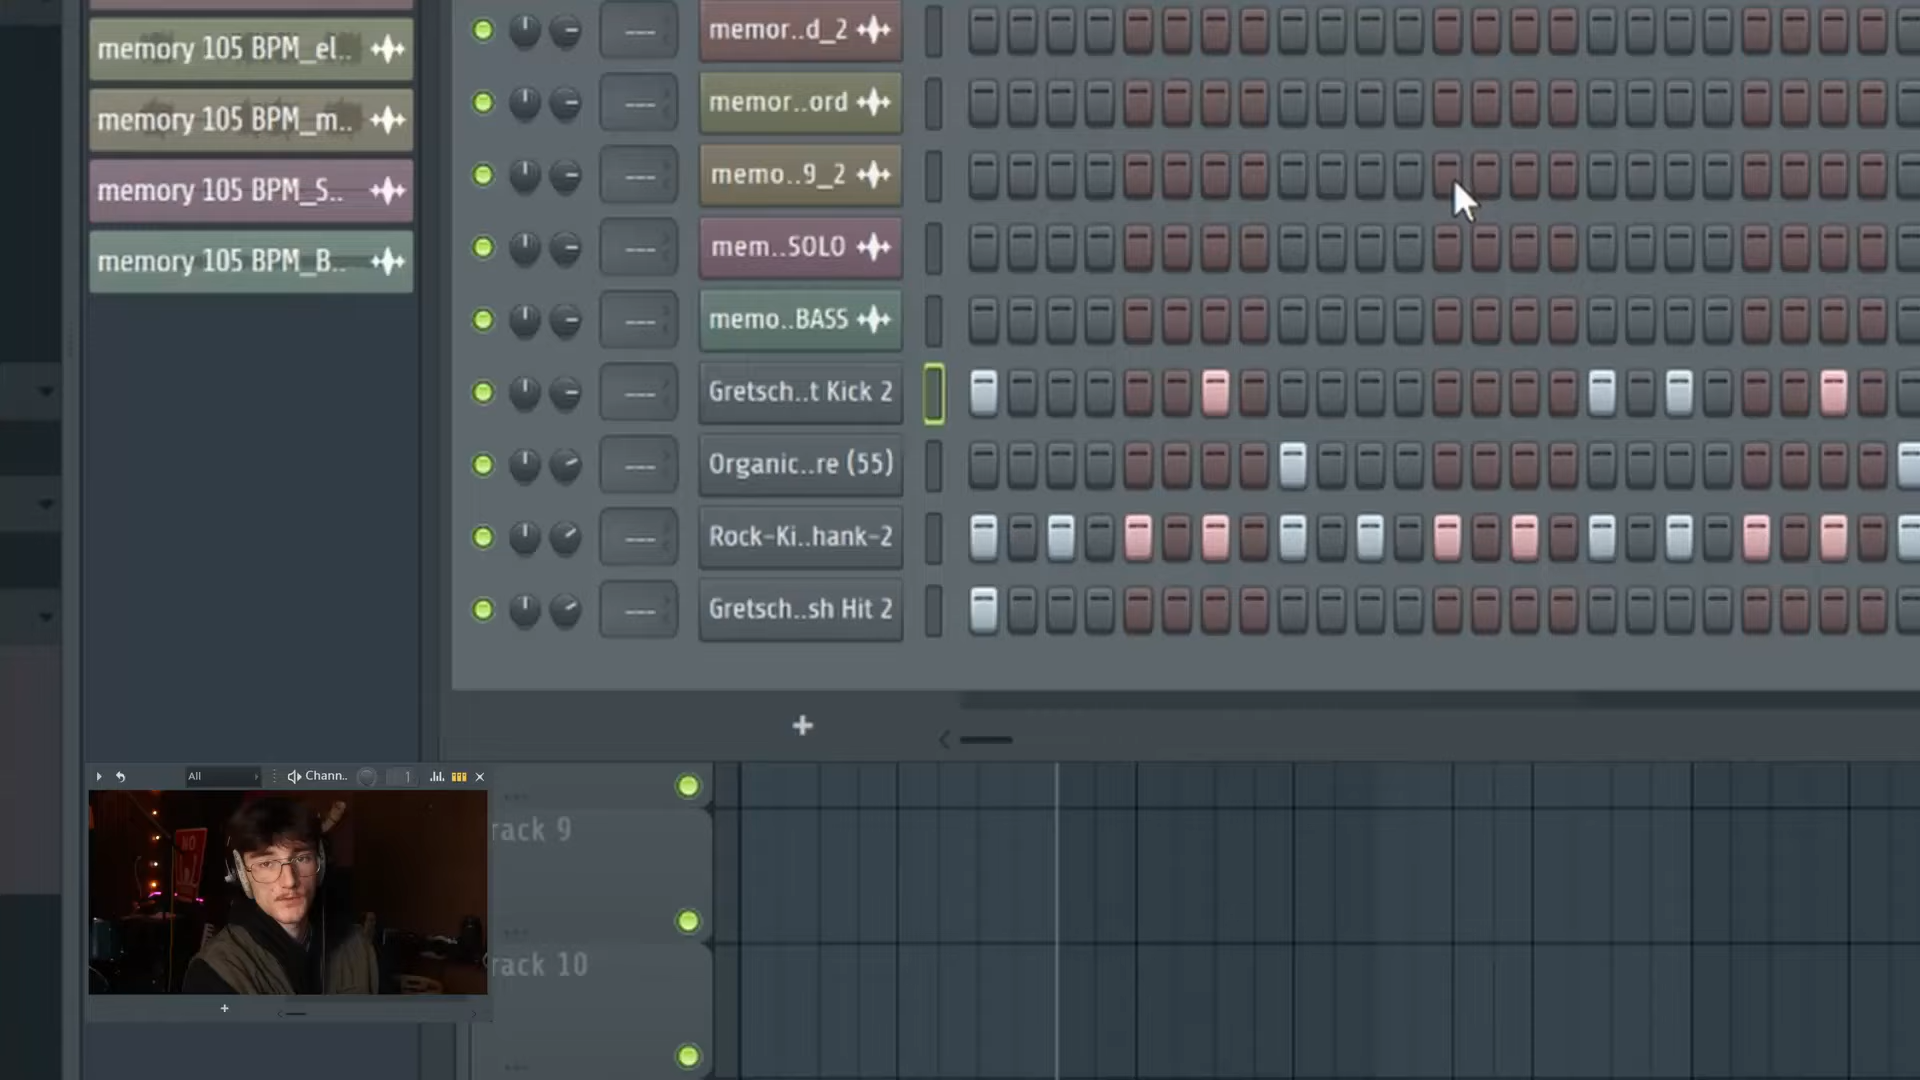 memory 105 BPM_el..
memory 105 BPM_m..
memory 105 BPM_S..
memory 105 BPM_B..
memor..d_2
memor..ord
memo..9_2
mem..SOLO
memo..BASS
Gretsch..t Kick 2
Organic..re (55)
Rock-Ki..hank-2
Gretsch..sh Hit 2
All
Chann..
1
NO
rack 9
rack 10